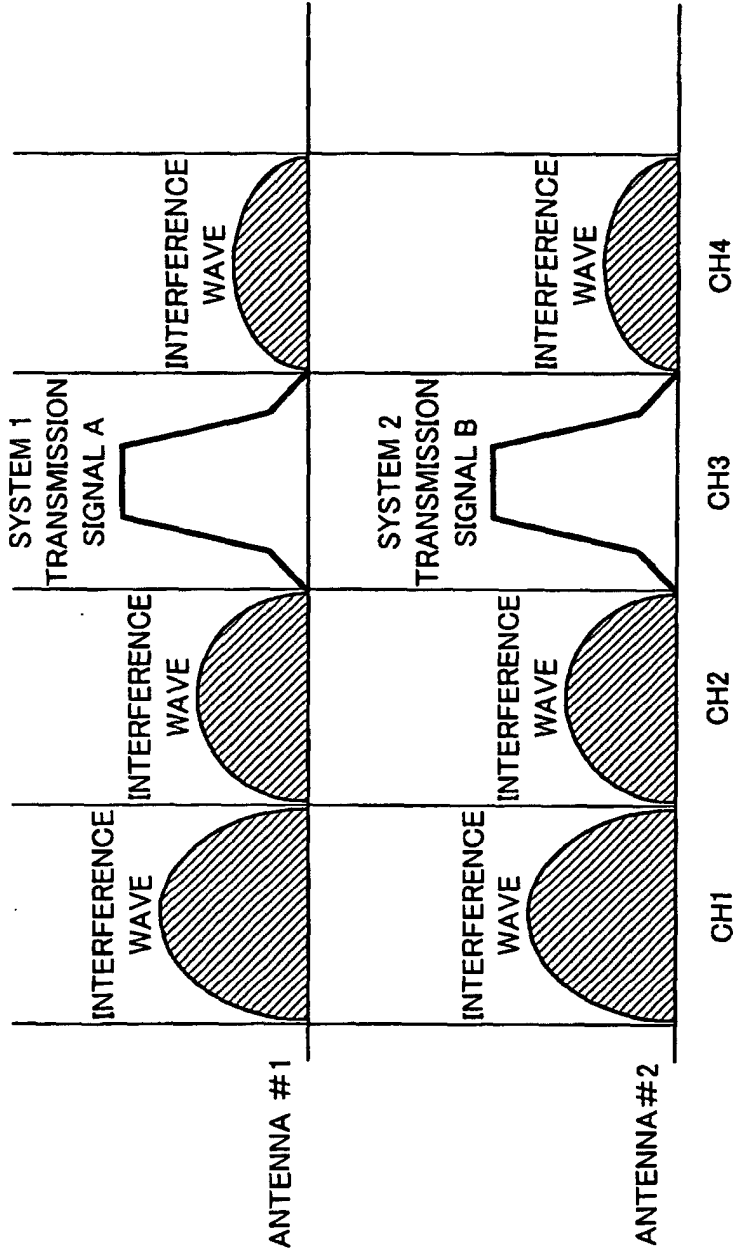 ANTENNA #1
INTERFERENCE
WAVE
INTERFERENCE
WAVE
SYSTEM 1
TRANSMISSION
SIGNAL A
INTERFERENCE
WAVE
ANTENNA#2
INTERFERENCE
WAVE
INTERFERENCE
WAVE
SYSTEM 2
TRANSMISSION
SIGNAL B
INTERFERENCE
WAVE
CH1
CH2
CH3
CH4